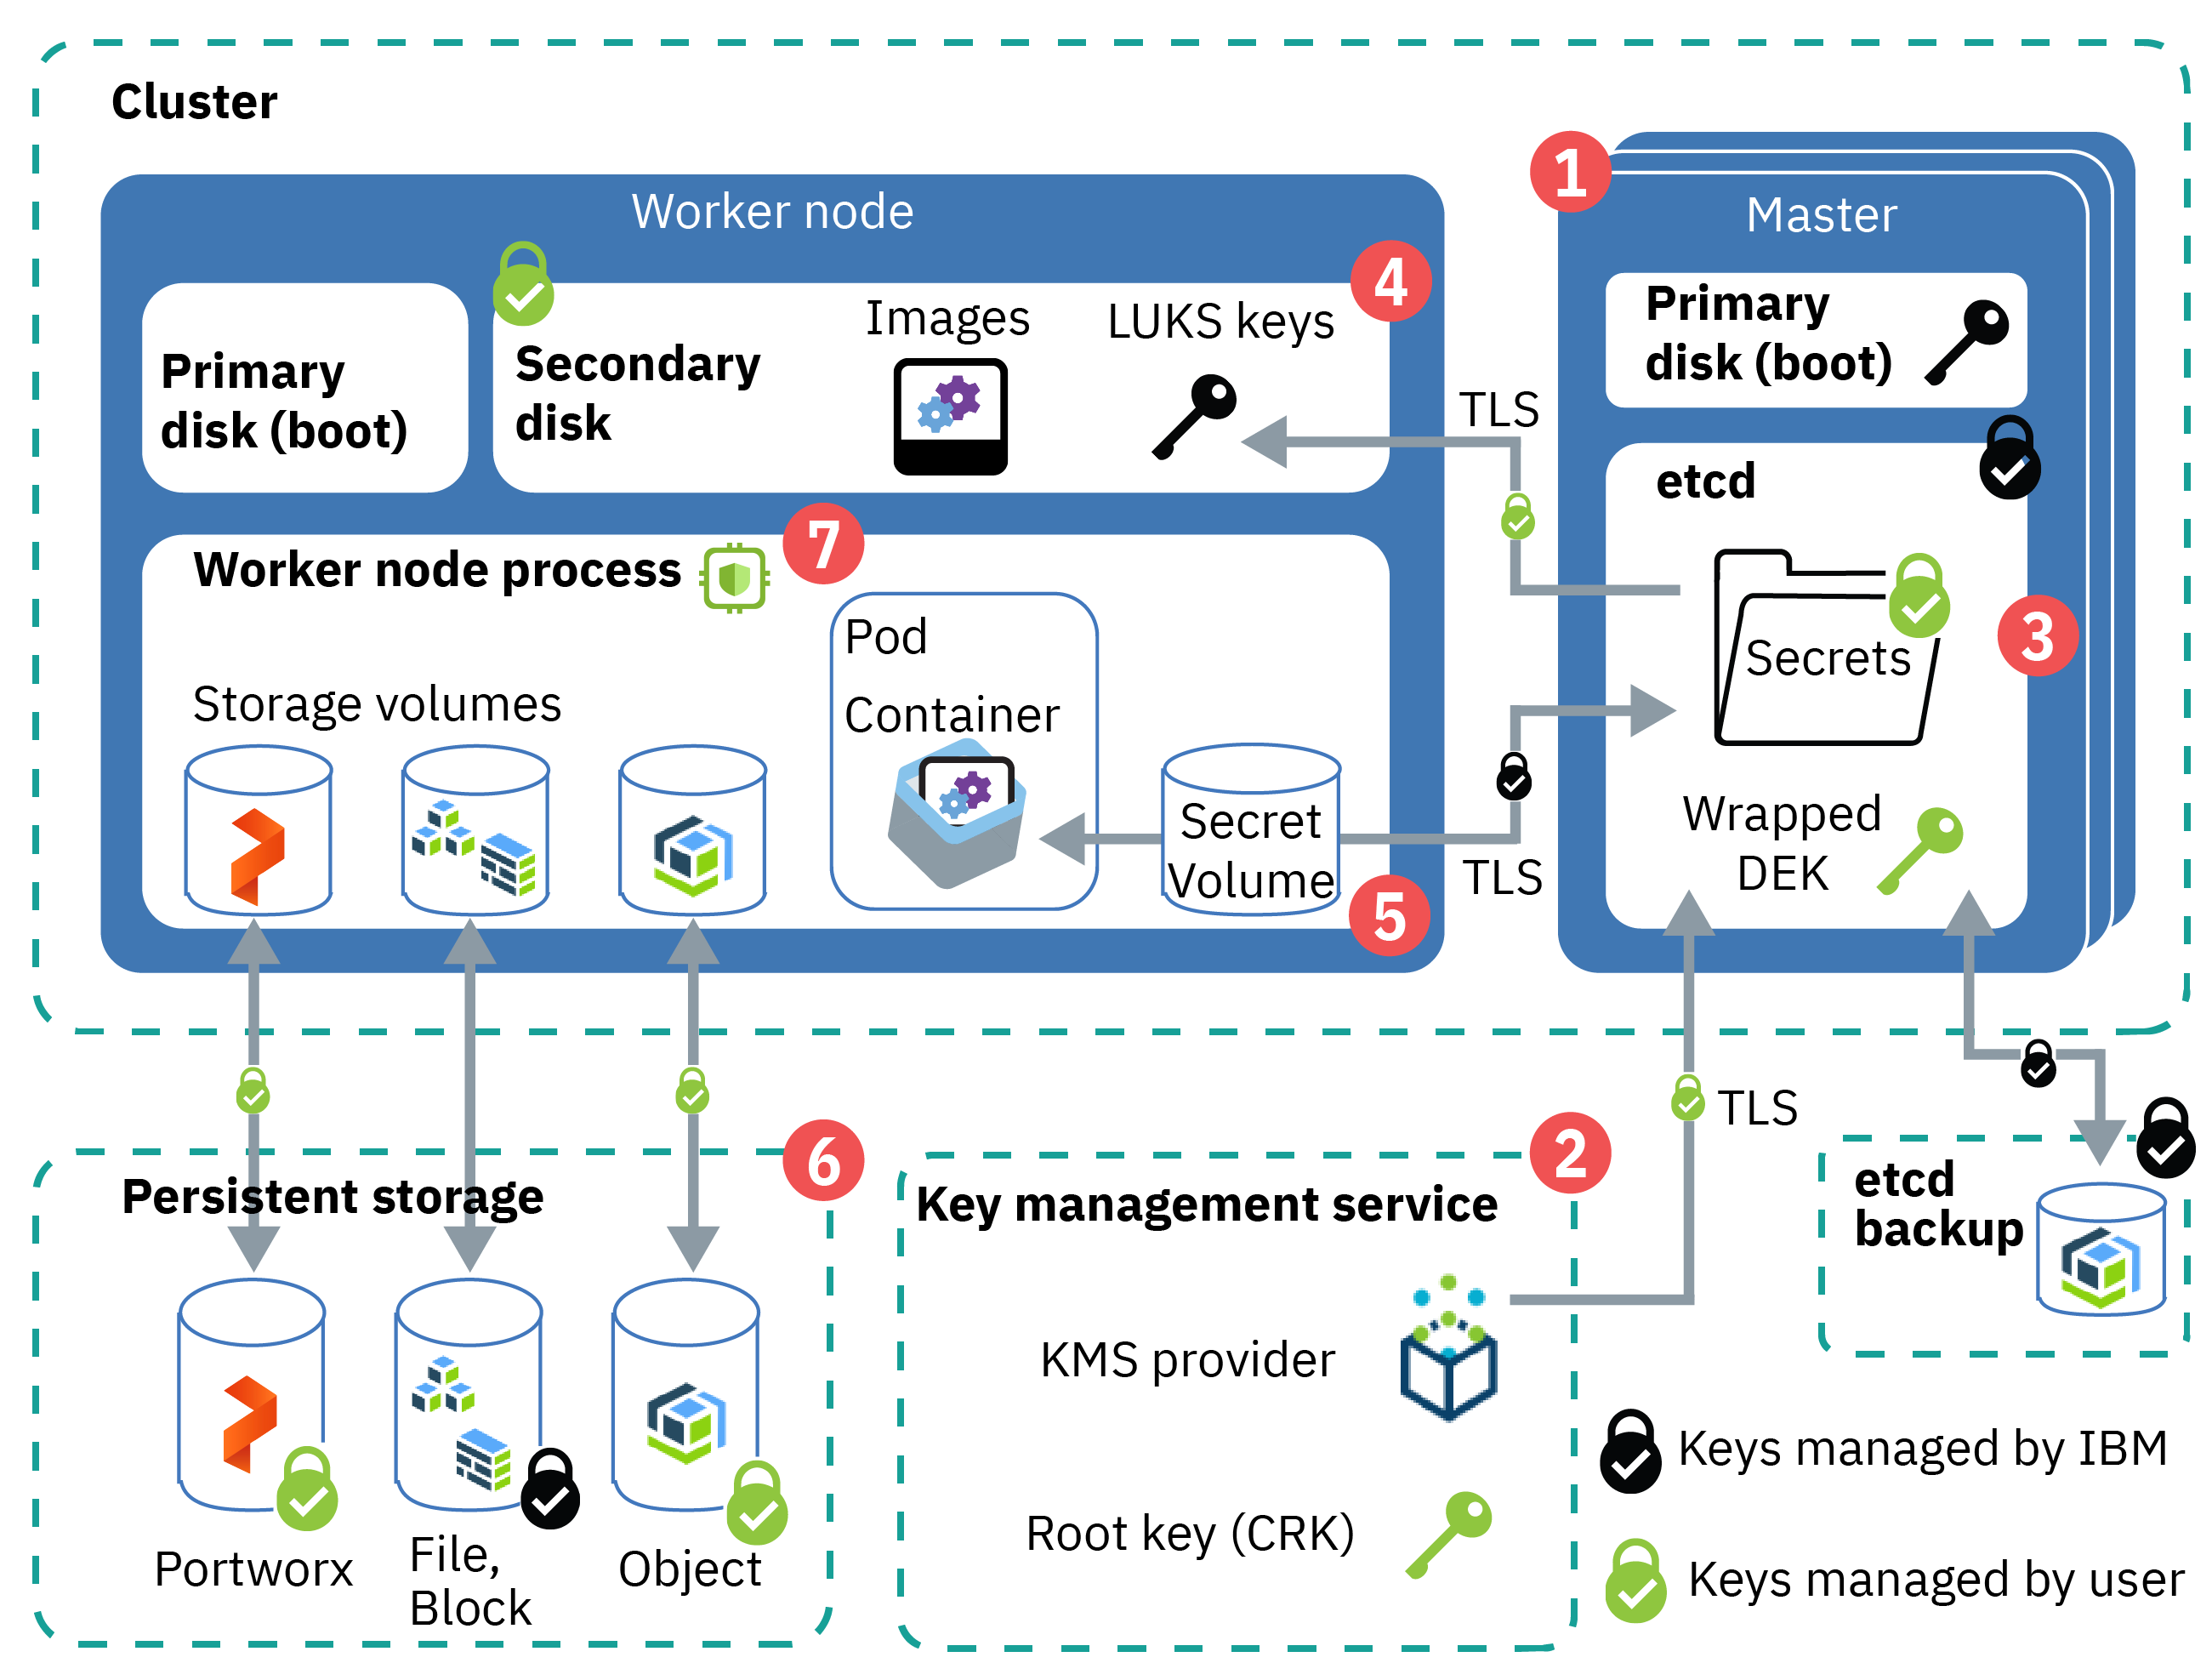 Cluster
Worker node
1
Master
Primary
disk (boot)
Secondary
disk
Images
LUKS keys
4
Primary
disk (boot)
TLS
etcd
Worker node process
7
Pod
Container
Secrets
3
Storage volumes
Secret
Volume
5
TLS
Wrapped
DEK
TLS
Persistent storage
6
Key management service
2
etcd
backup
KMS provider
Root key (CRK)
Portworx
File,
Block
Object
Keys managed by IBM
Keys managed by user